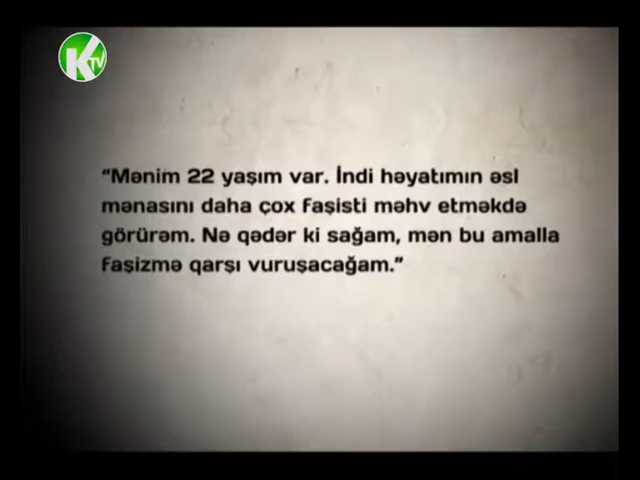 KTV
“Mənim 22 yaşım var. İndi həyatımın əsl
mənasını daha çox faşisti məhv etməkdə
görürəm. Nə qədər ki sağam, mən bu amalla
faşizmə qarşı vuruşacağam.”